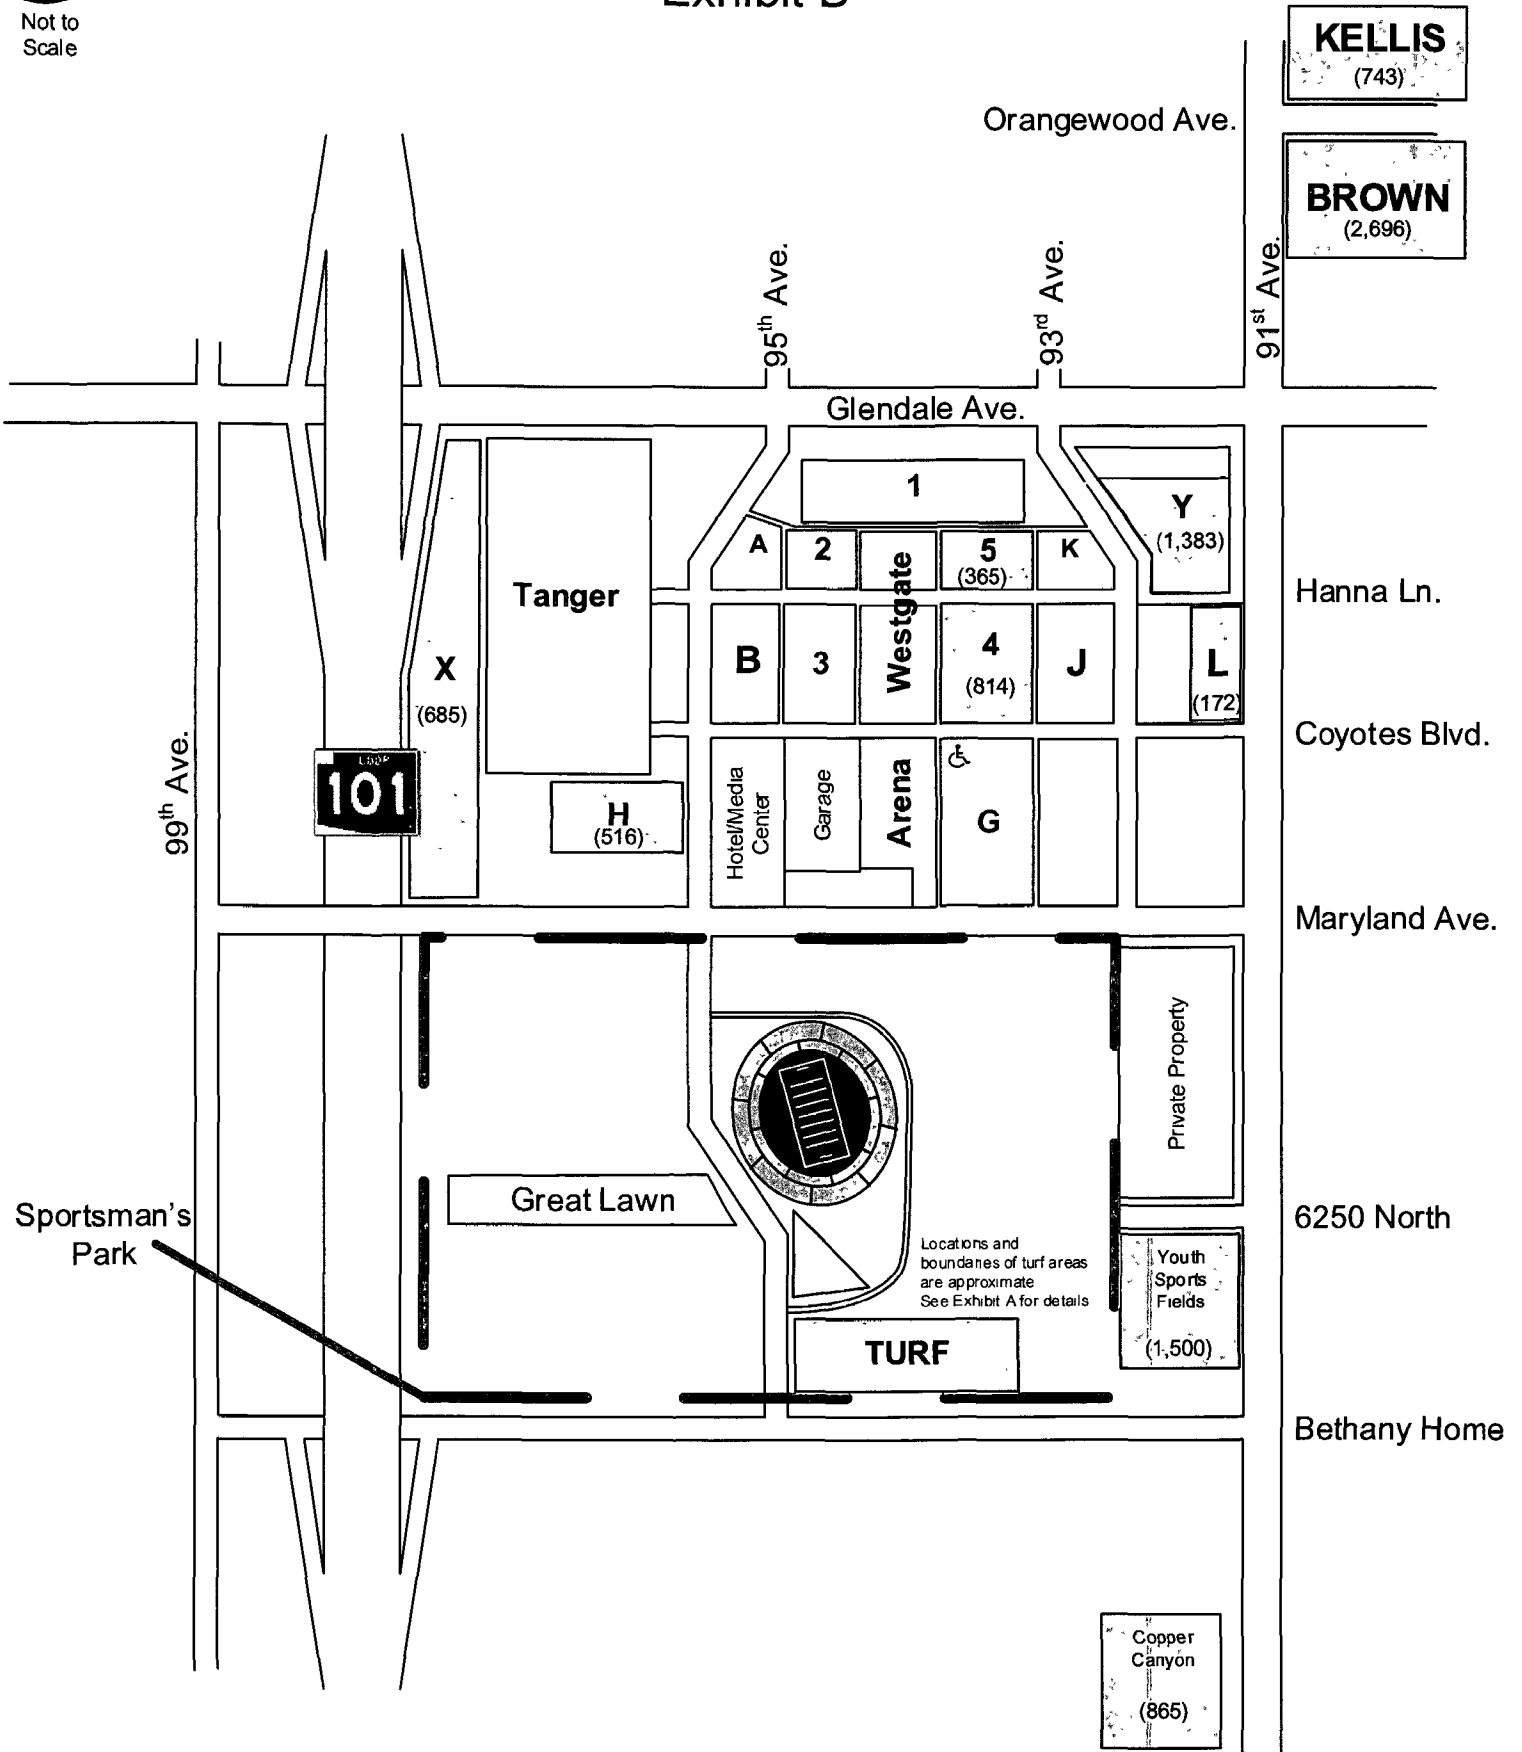 Exhibit B
Not to
Scale
KELLIS
(743)
Orangewood Ave.
BROWN
(2,696)
95th Ave.
93rd Ave.
91st Ave.
Glendale Ave.
1
Y
(1,383)
A
2
Westgate
5
(365)
K
Tanger
Hanna Ln.
X
(685)
B
3
4
(814)
J
L
(172)
Coyotes Blvd.
99th Ave.
LOOP
101
H
(516)
Hotel/Media
Center
Garage
Arena
G
Maryland Ave.
Private Property
Great Lawn
Sportsman's
Park
6250 North
Locations and
boundaries of turf areas
are approximate
See Exhibit A for details
Youth
Sports
Fields
(1,500)
TURF
Bethany Home
Copper
Canyon
(865)